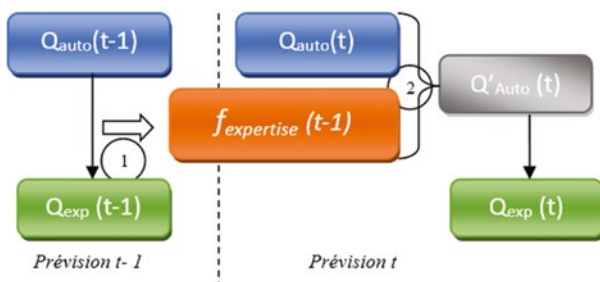 Qauto(t-1)
Qauto(t)
2
Q'Auto (t)
fexpertise (t-1)
1
Qexp (t-1)
Qexp (t)
Prévision t- 1
Prévision t